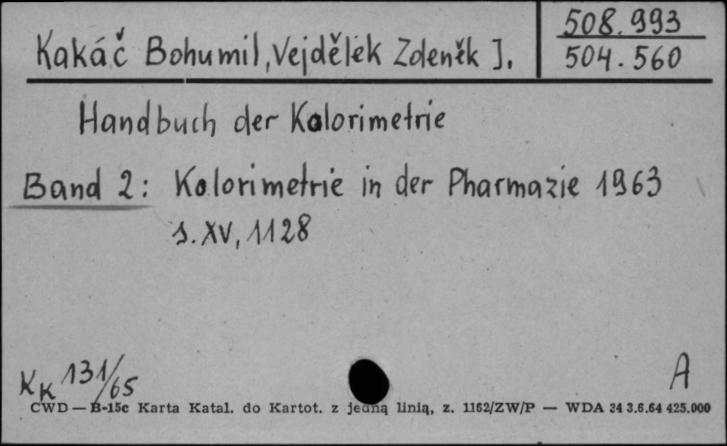 Kakáč Bohumil, Vejdělek Zdeněk J.
508.993
504.560
Handbuch der Kolorimetrie
Band 2: Kolorimetrie in der Pharmazie 1963
s. XV, 1128
KK 131/65
A
CWD — B-15c Karta Katal. do Kartot. z jedną linią, z. 1162/ZW/P — WDA 24 3.6.64 425.000